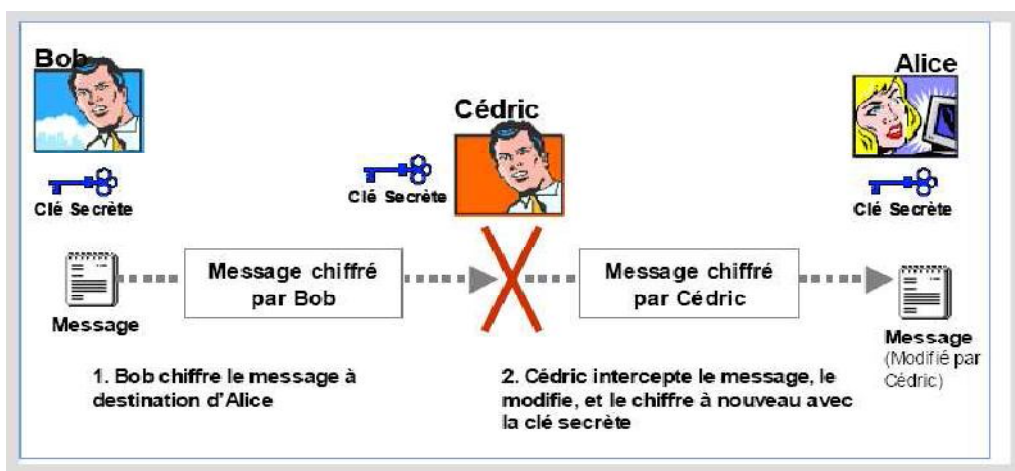 Bob
Alice
Cédric
Clé Secrète
Clé Secrète
Clé Secrète
Message chiffré
par Bob
Message chiffré
par Cédric
Message
Message
(Modifié par
Cédric)
1. Bob chiffre le message à
destination d'Alice
2. Cédric intercepte le message, le
modifie, et le chiffre à nouveau avec
la clé secrète